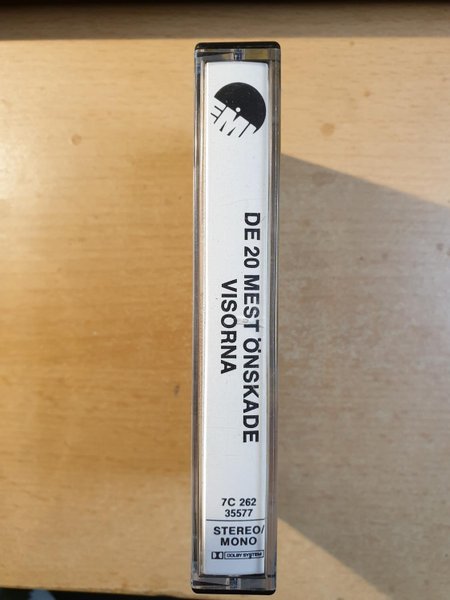 EMI
DE 20 MEST ÖNSKADE
VISORNA
7C 262
35577
STEREO/
MONO
DOLBY SYSTEM